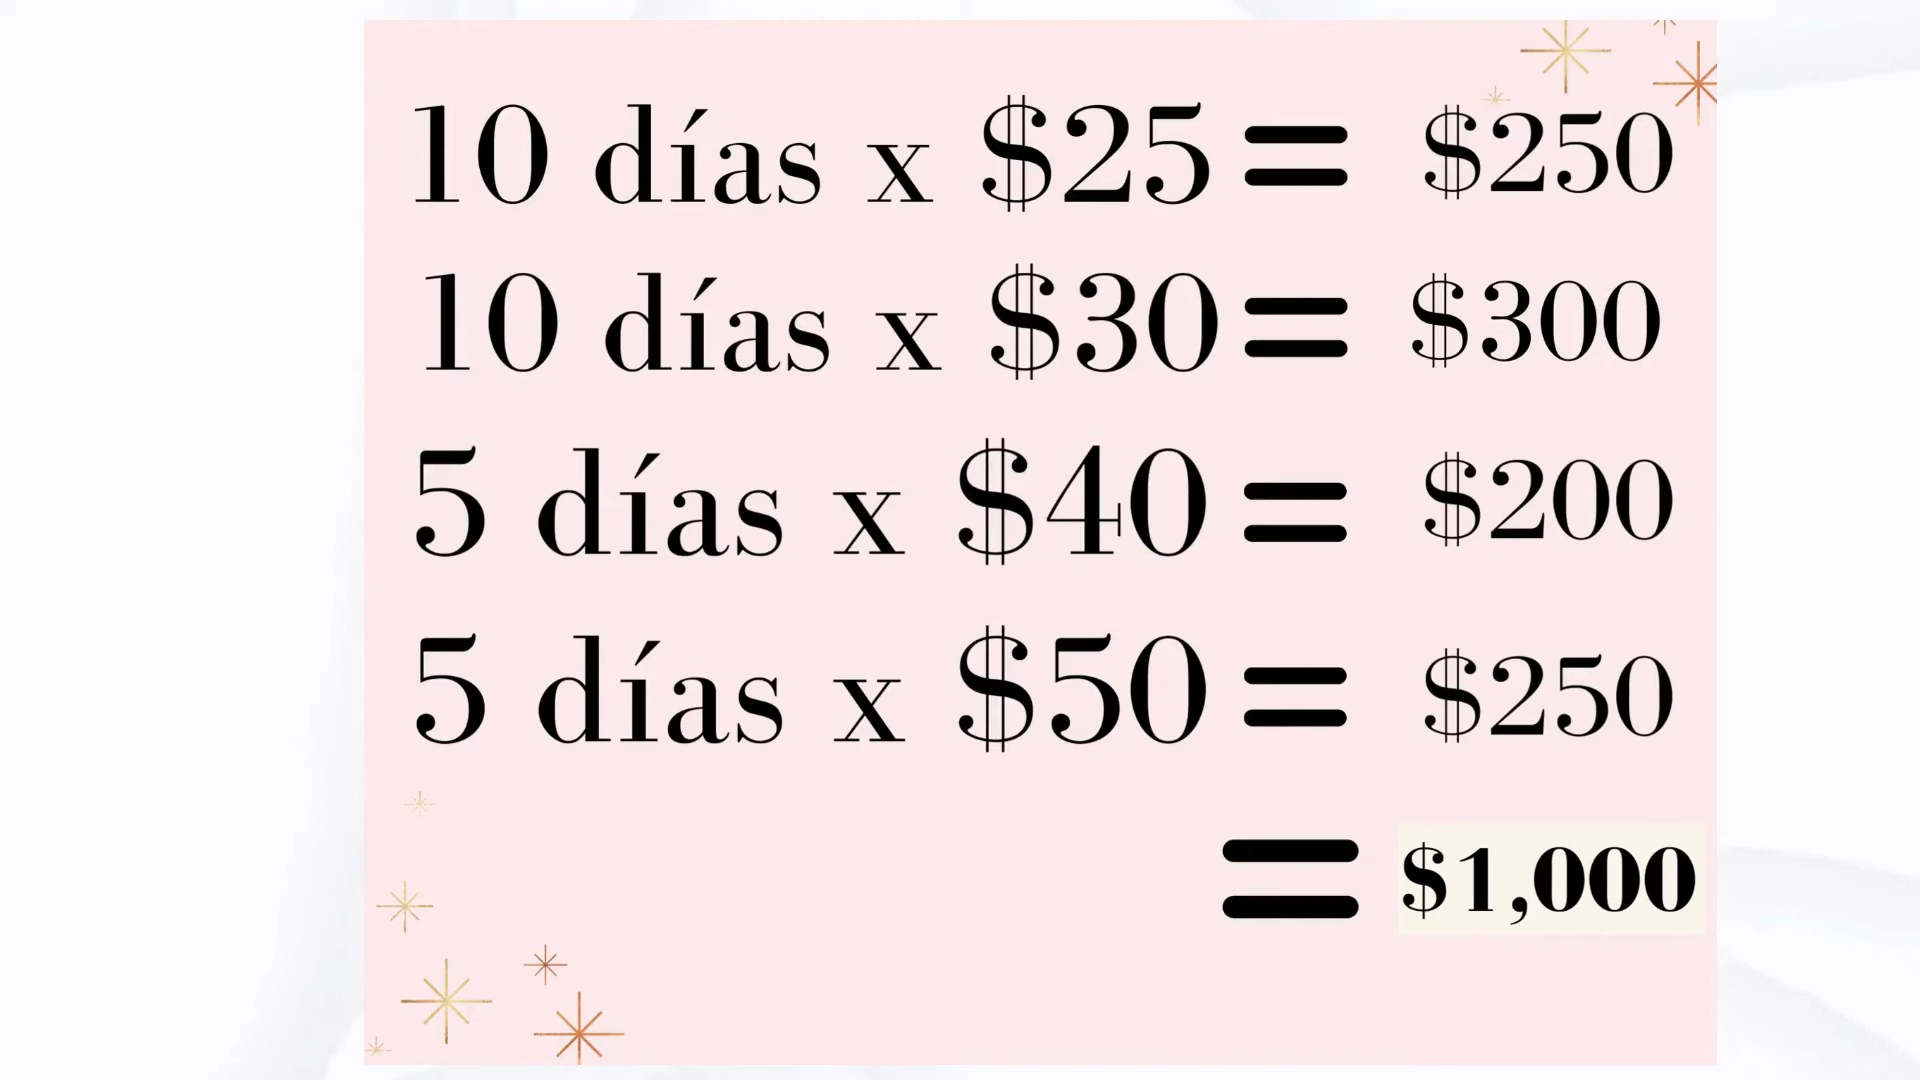 10 días x $25 = $250
10 días x $30 = $300
5 días x $40 = $200
5 días x $50 = $250
= $1,000